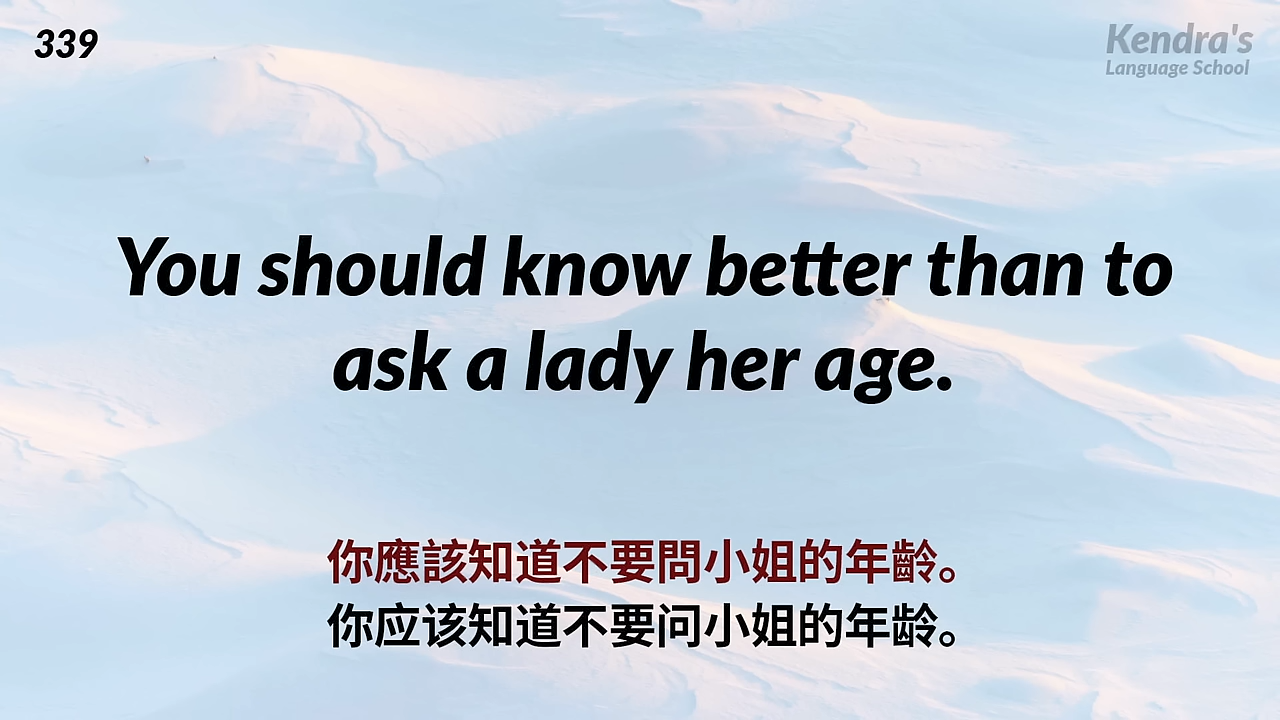 339
Kendra's
Language School
You should know better than to
ask a lady her age.
你應該知道不要問小姐的年齡。
你应该知道不要问小姐的年龄。